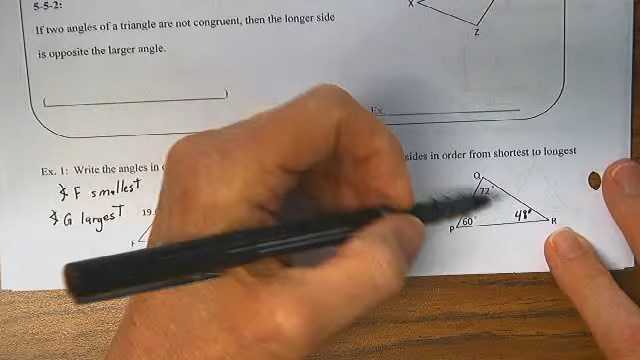 5-5-2:
X
If two angles of a triangle are not congruent, then the longer side
Z
is opposite the larger angle.
Ex.
Ex. 1: Write the angles in sides in order from shortest to longest
∡ F smallest
Q
72°
∡ G largest
19.
48°
P
60°
R
F